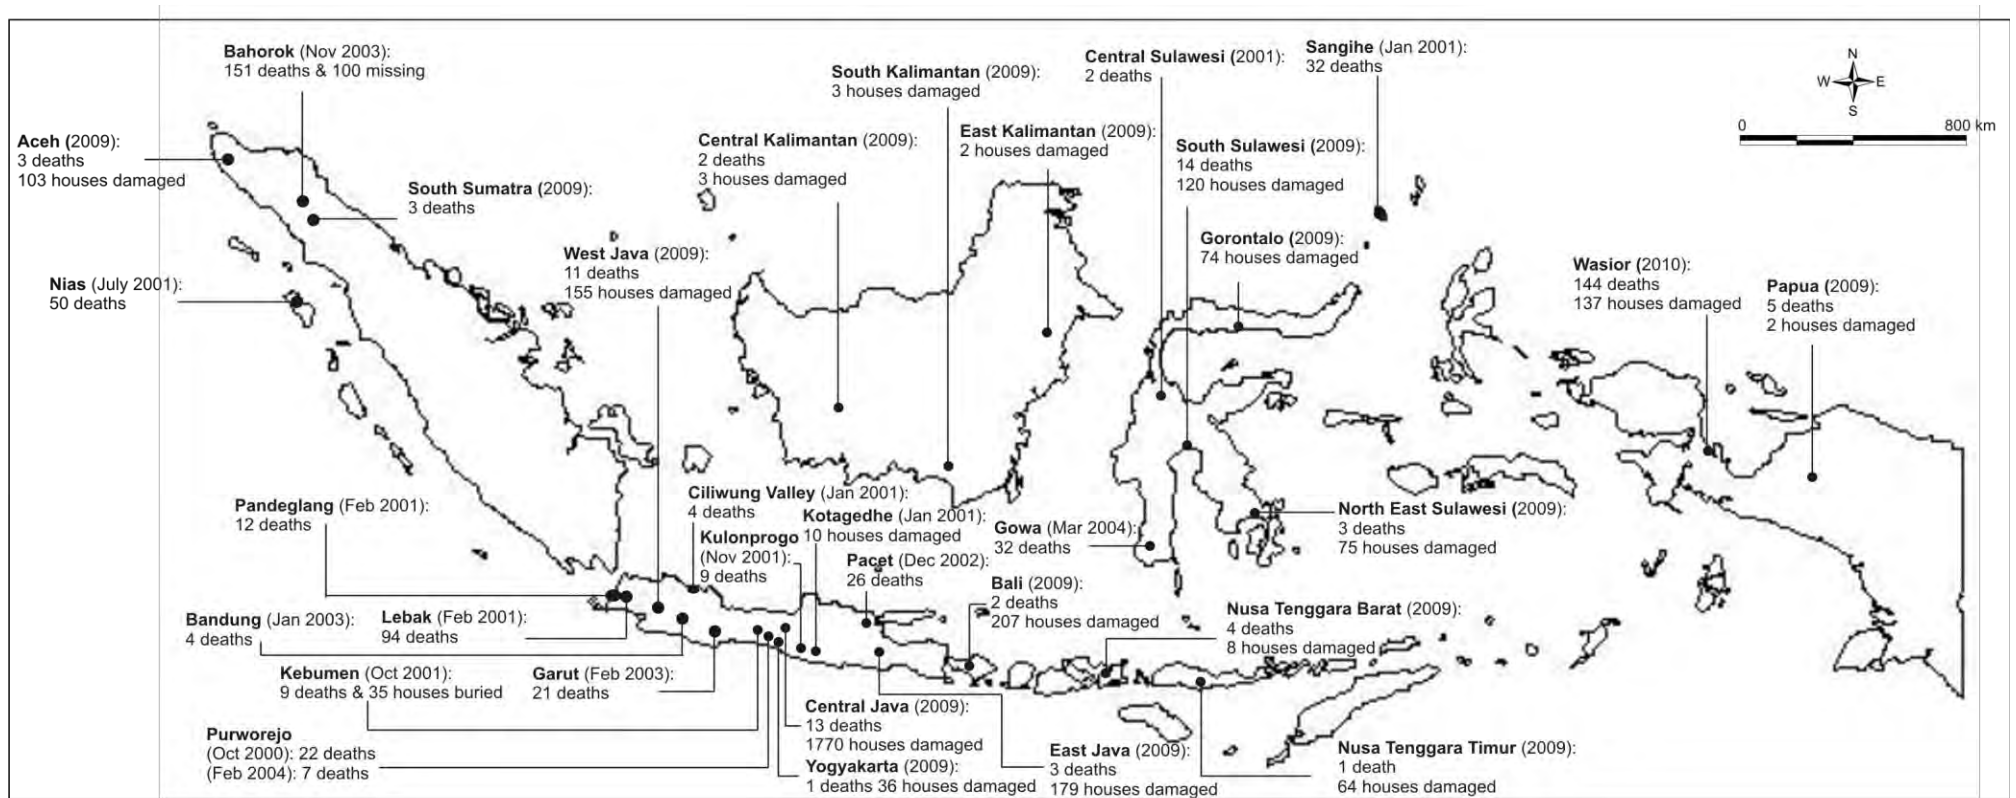 Bahorok (Nov 2003):
151 deaths & 100 missing
Aceh (2009):
3 deaths
103 houses damaged
South Sumatra (2009):
3 deaths
Nias (July 2001):
50 deaths
West Java (2009):
11 deaths
155 houses damaged
South Kalimantan (2009):
3 houses damaged
Central Kalimantan (2009):
2 deaths
3 houses damaged
East Kalimantan (2009):
2 houses damaged
Central Sulawesi (2001):
2 deaths
Sangihe (Jan 2001):
32 deaths
South Sulawesi (2009):
14 deaths
120 houses damaged
Gorontalo (2009):
74 houses damaged
N
W E
S
0 800 km
Wasior (2010):
144 deaths
137 houses damaged
Papua (2009):
5 deaths
2 houses damaged
Pandeglang (Feb 2001):
12 deaths
Ciliwung Valley (Jan 2001):
4 deaths
Kotagedhe (Jan 2001):
10 houses damaged
Kulonprogo
(Nov 2001):
9 deaths
Pacet (Dec 2002):
26 deaths
Gowa (Mar 2004):
32 deaths
North East Sulawesi (2009):
3 deaths
75 houses damaged
Bali (2009):
2 deaths
207 houses damaged
Nusa Tenggara Barat (2009):
4 deaths
8 houses damaged
Bandung (Jan 2003):
4 deaths
Lebak (Feb 2001):
94 deaths
Kebumen (Oct 2001):
9 deaths & 35 houses buried
Garut (Feb 2003):
21 deaths
Purworejo
(Oct 2000): 22 deaths
(Feb 2004): 7 deaths
Central Java (2009):
13 deaths
1770 houses damaged
Yogyakarta (2009):
1 deaths 36 houses damaged
East Java (2009):
3 deaths
179 houses damaged
Nusa Tenggara Timur (2009):
1 death
64 houses damaged